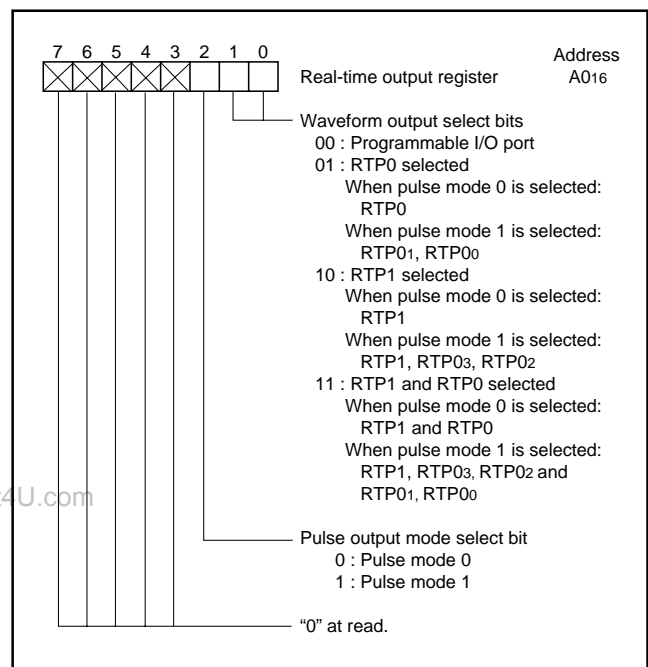 7 6 5 4 3 2 1 0
Address
Real-time output register A016
Waveform output select bits
00 : Programmable I/O port
01 : RTP0 selected
When pulse mode 0 is selected:
RTP0
When pulse mode 1 is selected:
RTP01, RTP00
10 : RTP1 selected
When pulse mode 0 is selected:
RTP1
When pulse mode 1 is selected:
RTP1, RTP03, RTP02
11 : RTP1 and RTP0 selected
When pulse mode 0 is selected:
RTP1 and RTP0
When pulse mode 1 is selected:
RTP1, RTP03, RTP02 and
RTP01, RTP00
4U.com
Pulse output mode select bit
0 : Pulse mode 0
1 : Pulse mode 1
“0” at read.